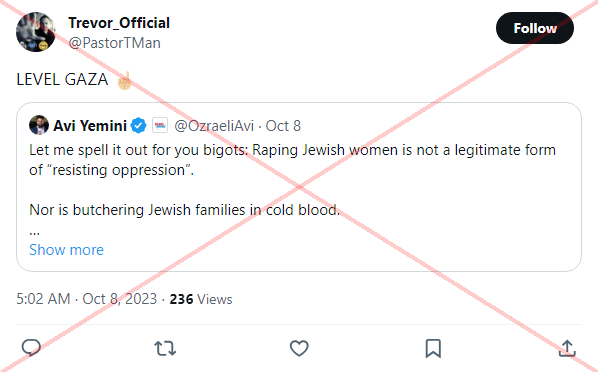 Trevor_Official
@PastorTMan
Follow
LEVEL GAZA ☝🏼
Avi Yemini @OzraeliAvi · Oct 8
Let me spell it out for you bigots: Raping Jewish women is not a legitimate form
of “resisting oppression”.
Nor is butchering Jewish families in cold blood.
...
Show more
5:02 AM · Oct 8, 2023 · 236 Views